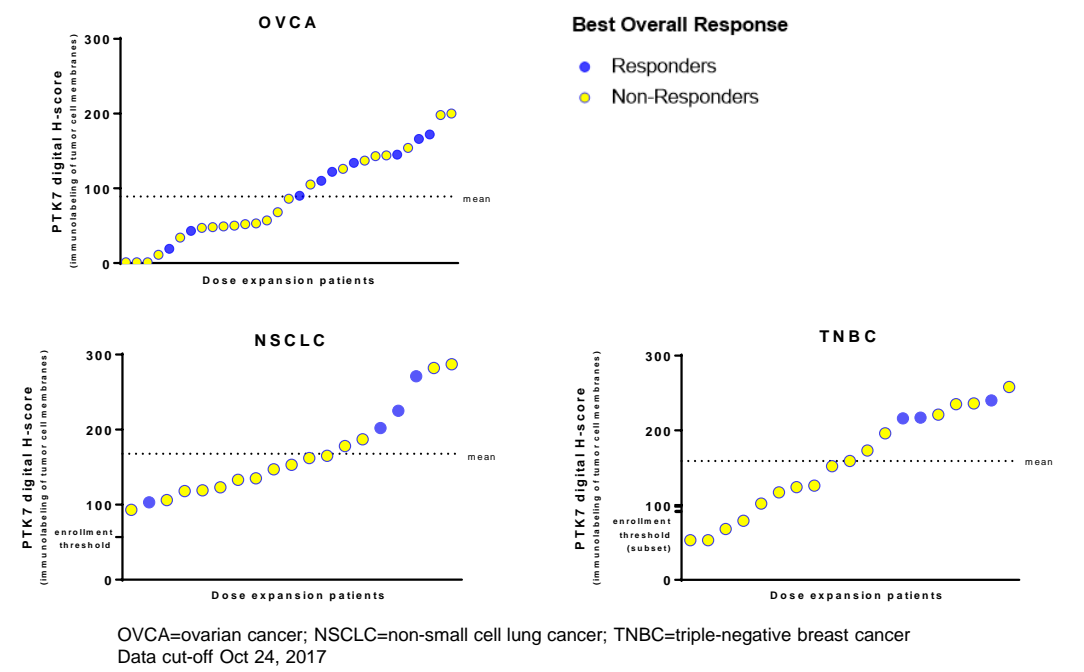 OVCA
300
200
100
0
PTK7 digital H-score
(immunolabeling of tumor cell membranes)
mean
Dose expansion patients
Best Overall Response
Responders
Non-Responders
NSCLC
300
200
100
enrollment
threshold
0
PTK7 digital H-score
(immunolabeling of tumor cell membranes)
mean
Dose expansion patients
TNBC
300
200
100
enrollment
threshold
(subset)
0
PTK7 digital H-score
(immunolabeling of tumor cell membranes)
mean
Dose expansion patients
OVCA=ovarian cancer; NSCLC=non-small cell lung cancer; TNBC=triple-negative breast cancer
Data cut-off Oct 24, 2017